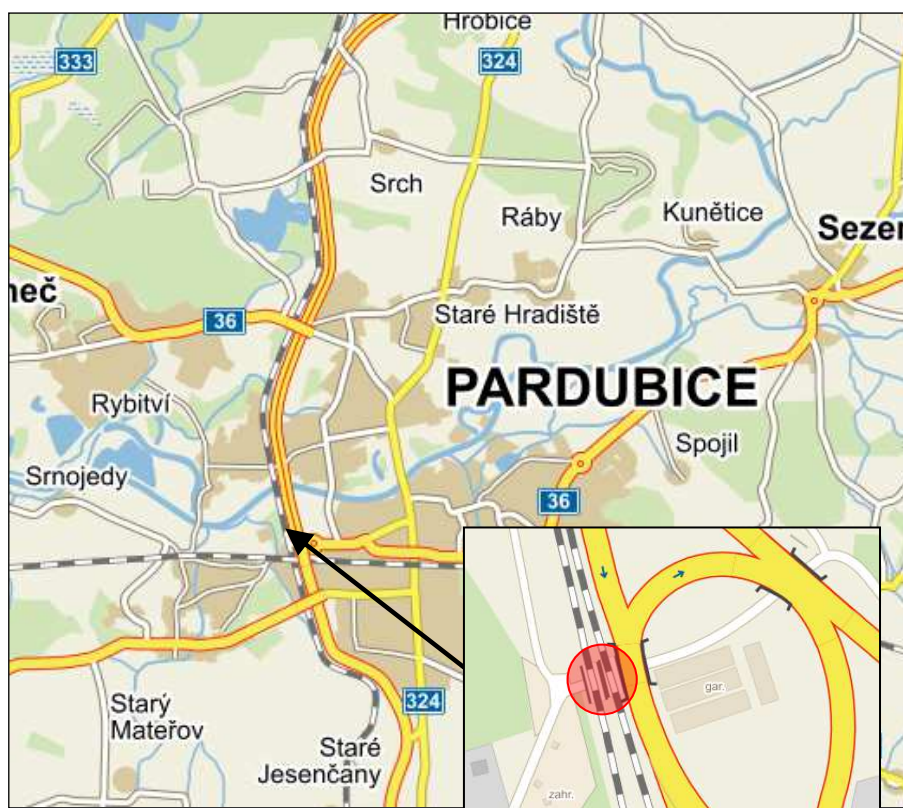 Hrobice
333
324
Srch
Ráby
Kunětice
Sezer
neč
36
Staré Hradiště
PARDUBICE
Rybitví
Spojil
Srnojedy
36
gar.
324
Starý
Mateřov
Staré
Jesenčany
zahr.